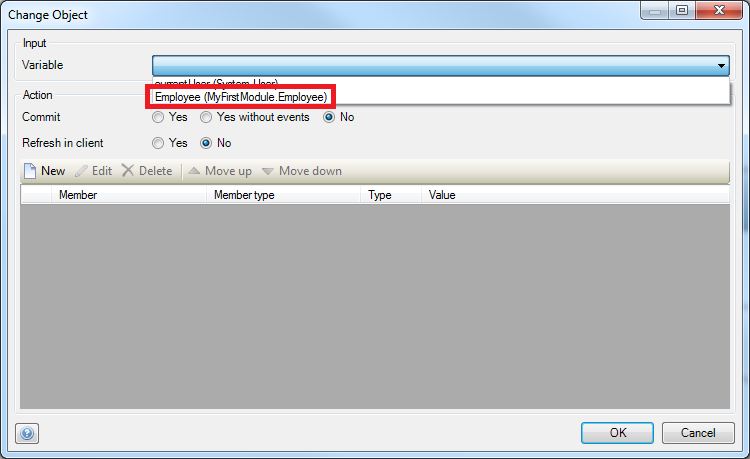 Change Object
Input
Variable
currentUser (System.User)
Action
Employee (MyFirstModule.Employee)
Commit Yes Yes without events No
Refresh in client Yes No
New Edit Delete Move up Move down
Member Member type Type Value
OK Cancel